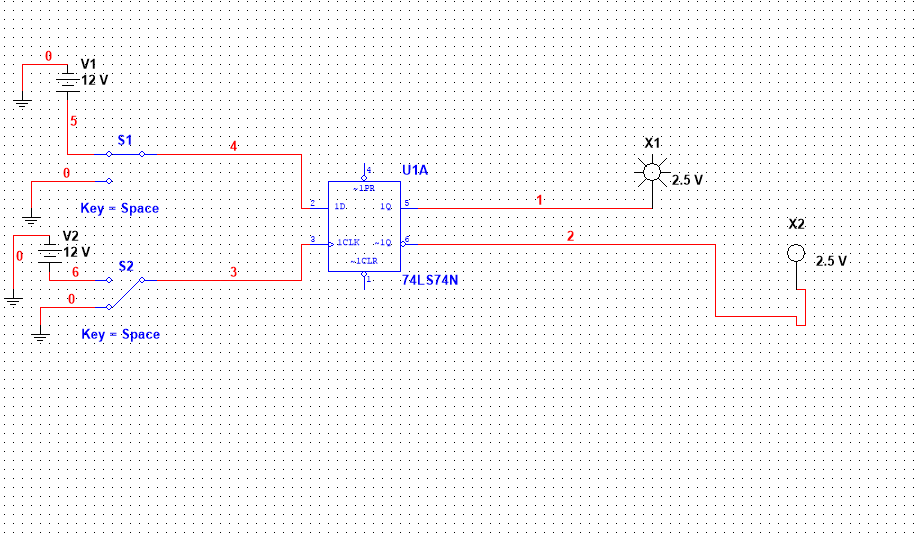 0
V1
12 V
5
S1
4
0
Key = Space
V2
12 V
0
6
S2
3
0
Key = Space
4
U1A
~1PR
2
1D
1Q
5
3
1CLK
~1Q
6
~1CLR
1
74LS74N
1
X1
2.5 V
2
X2
2.5 V